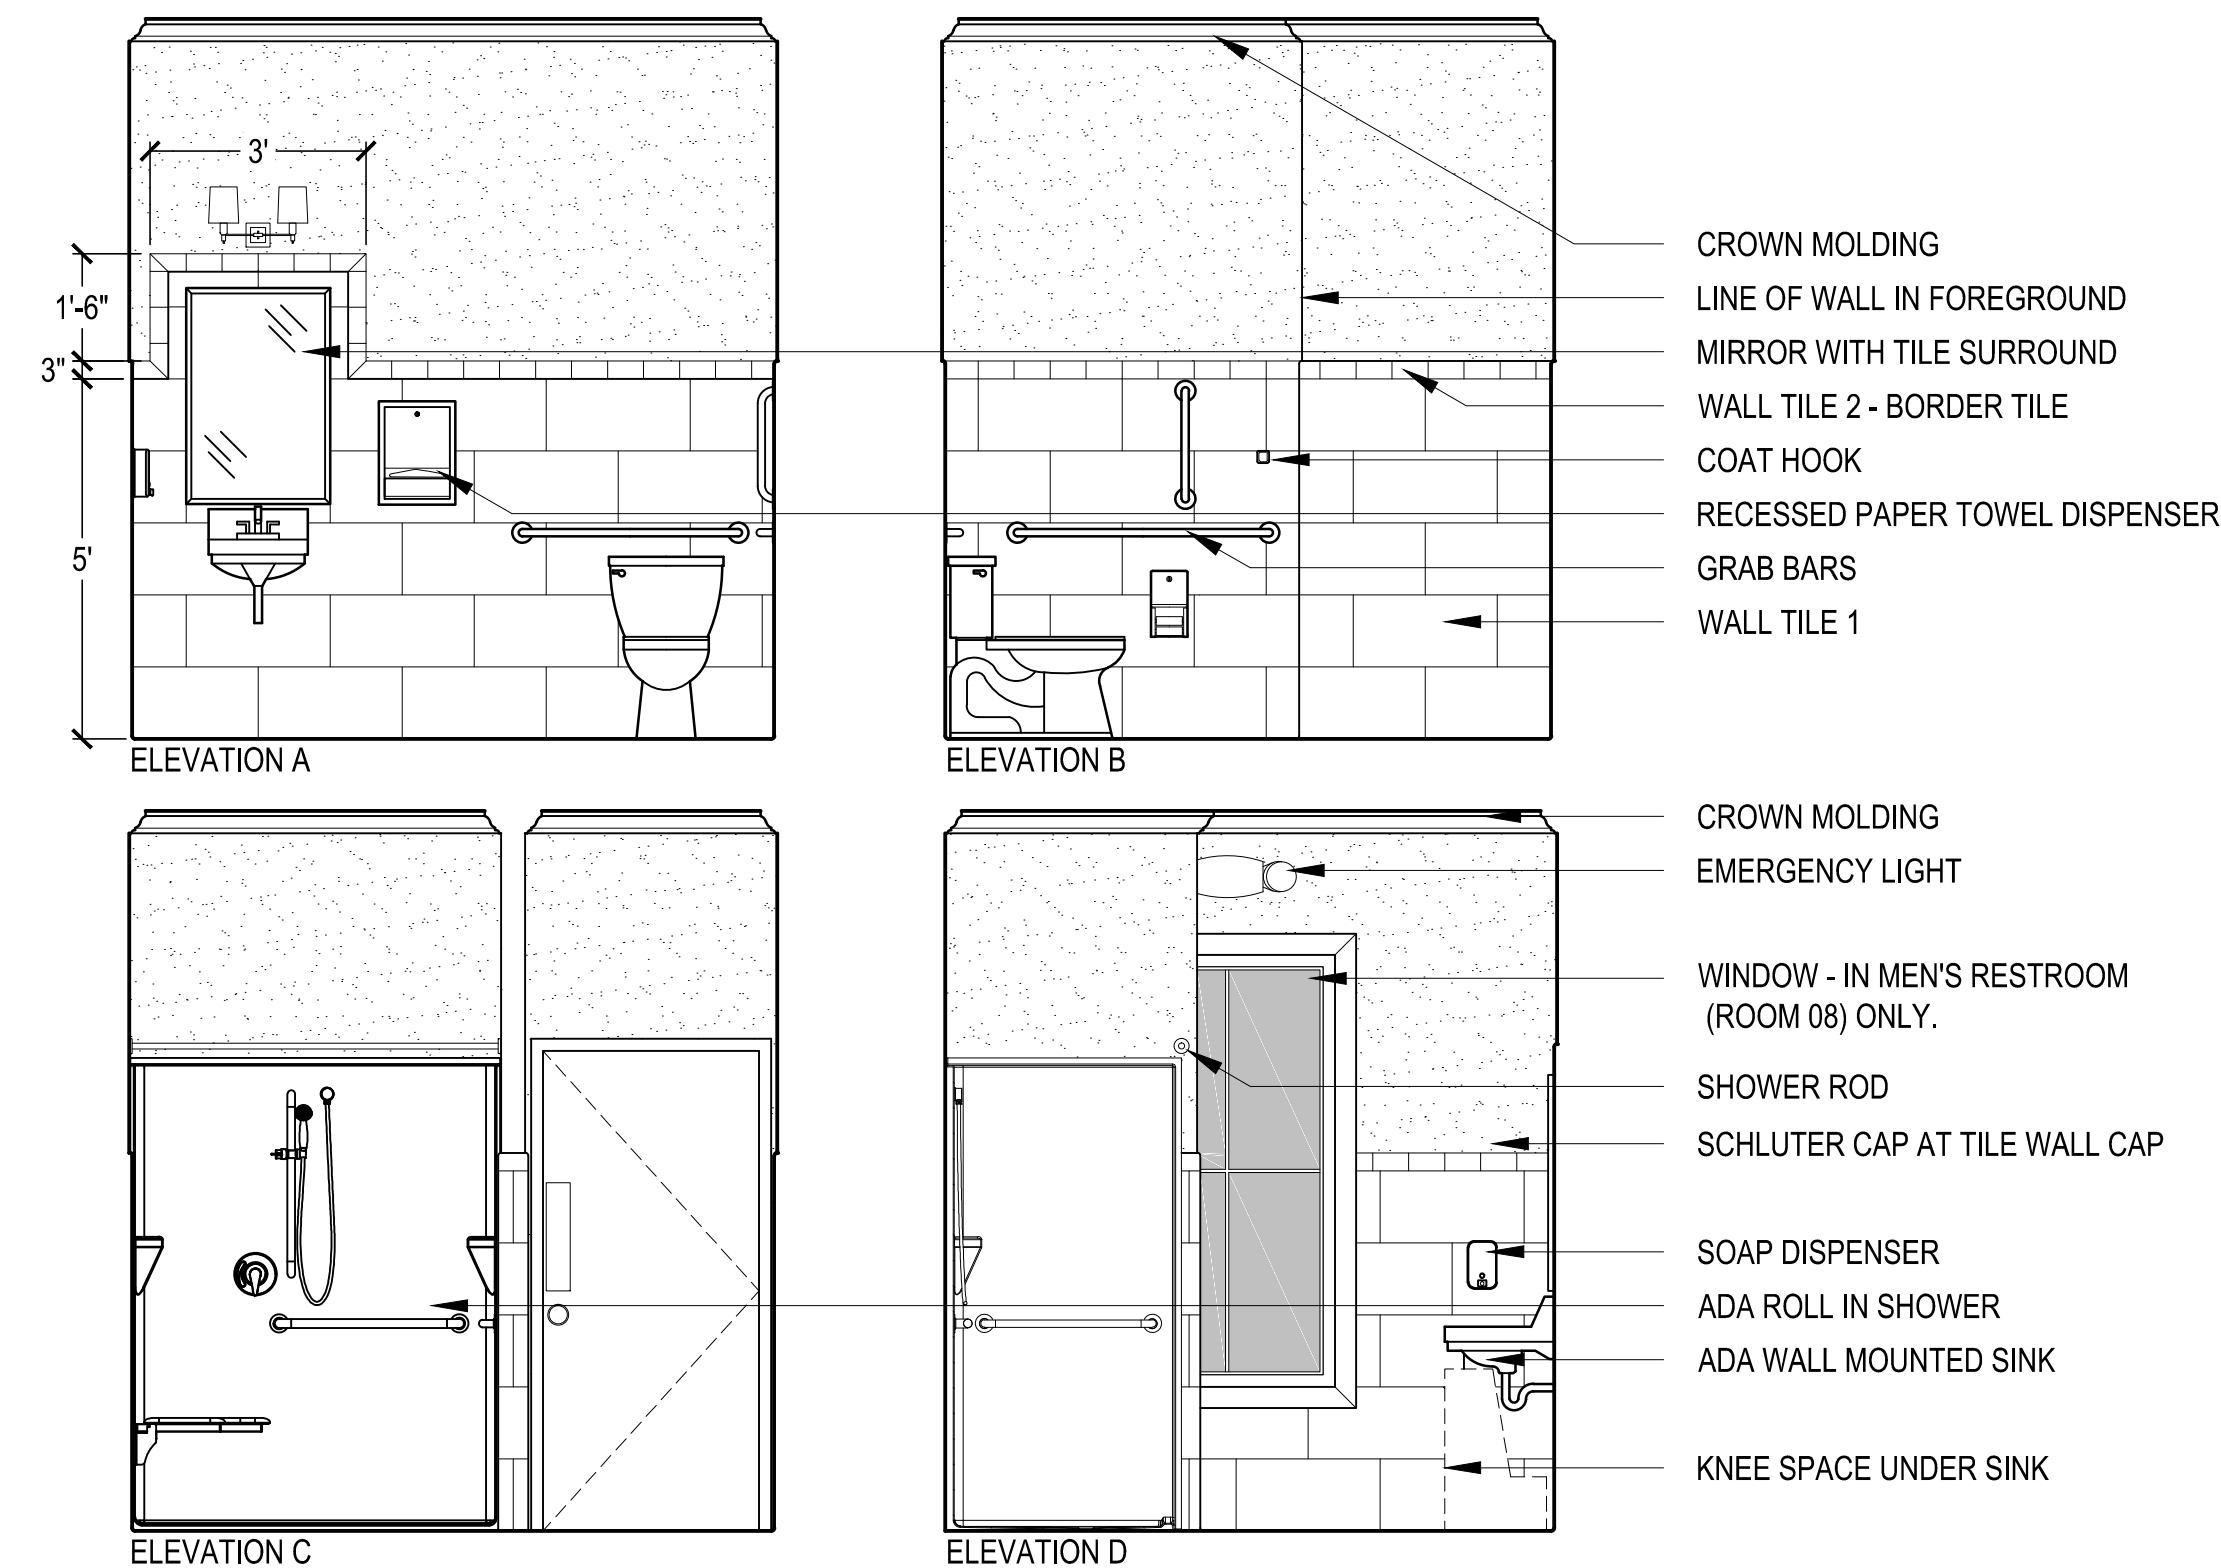 3'
1'-6"
3"
5'
ELEVATION A
ELEVATION B
CROWN MOLDING
LINE OF WALL IN FOREGROUND
MIRROR WITH TILE SURROUND
WALL TILE 2 - BORDER TILE
COAT HOOK
RECESSED PAPER TOWEL DISPENSER
GRAB BARS
WALL TILE 1
ELEVATION C
ELEVATION D
CROWN MOLDING
EMERGENCY LIGHT
WINDOW - IN MEN'S RESTROOM
(ROOM 08) ONLY.
SHOWER ROD
SCHLUTER CAP AT TILE WALL CAP
SOAP DISPENSER
ADA ROLL IN SHOWER
ADA WALL MOUNTED SINK
KNEE SPACE UNDER SINK